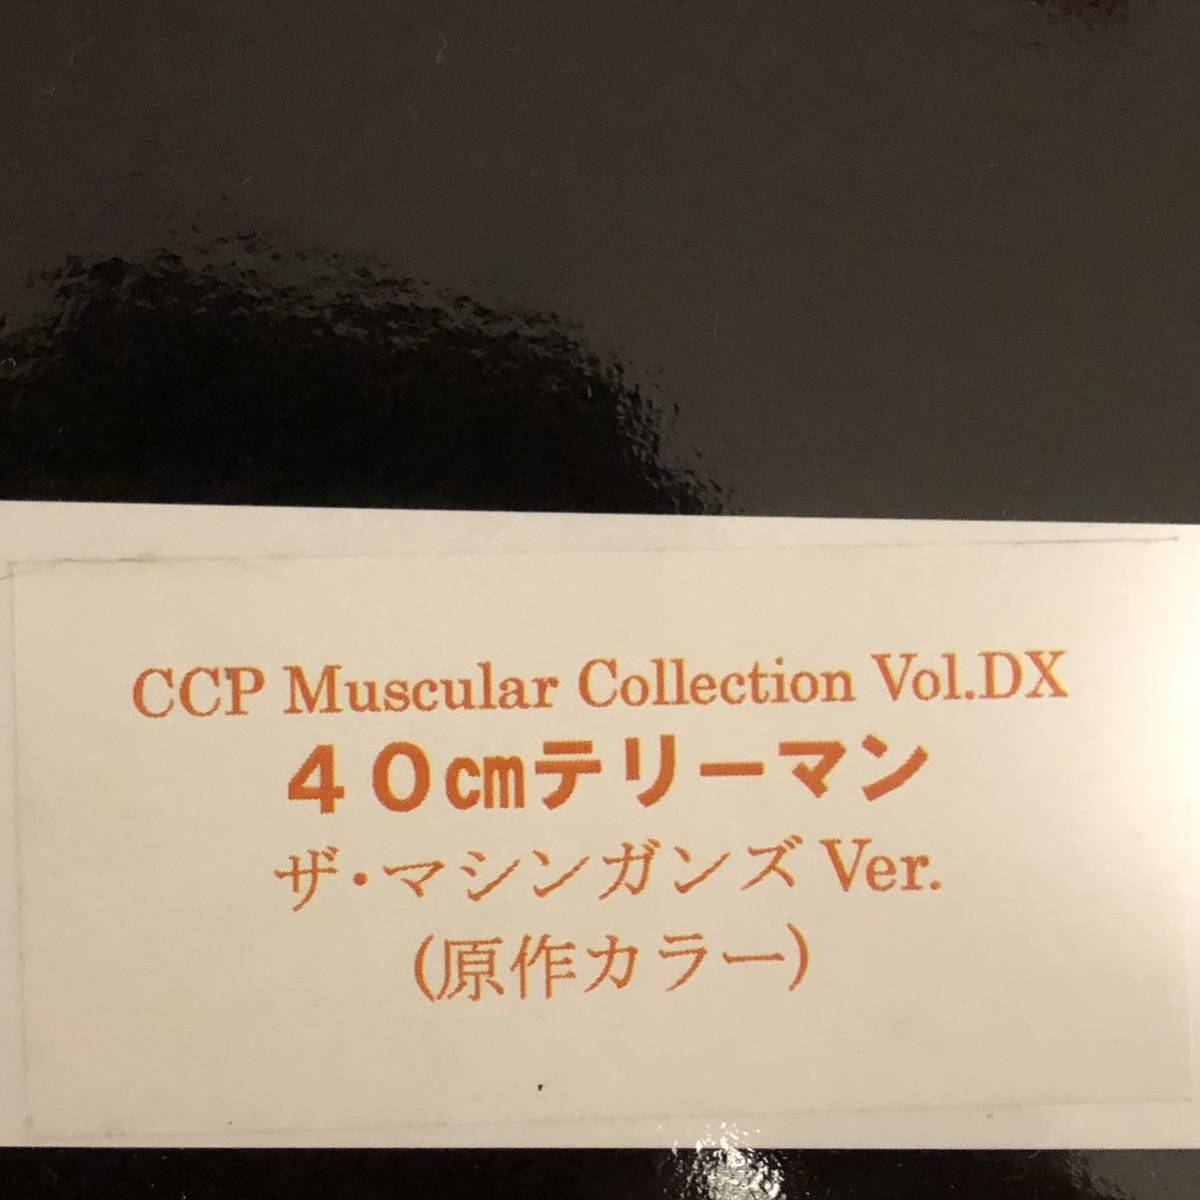 CCP Muscular Collection Vol.DX
４０㎝テリーマン
ザ・マシンガンズ Ver.
(原作カラー)